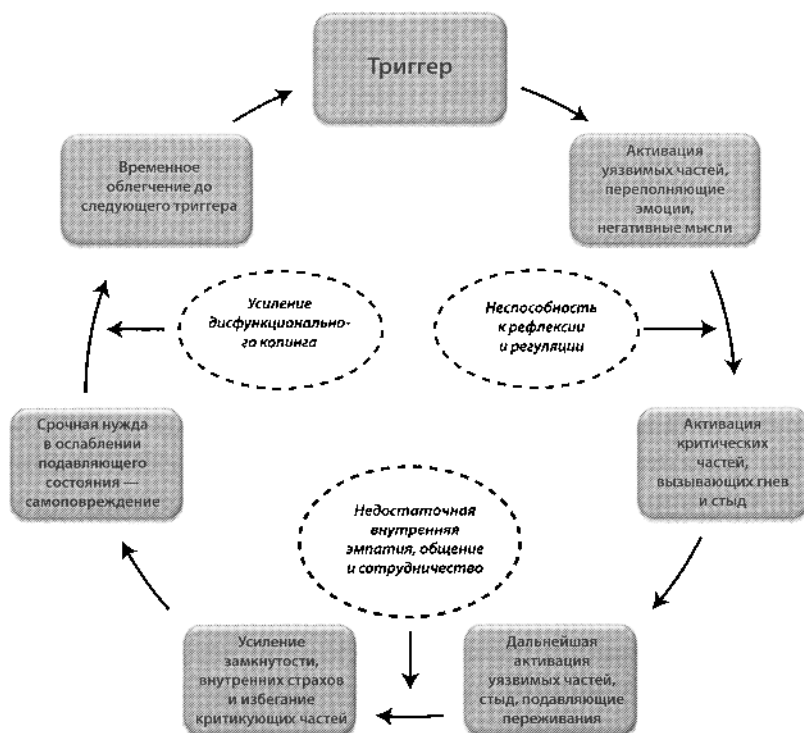 Триггер
Активация
уязвимых частей,
переполняющие
эмоции,
негативные мысли
Неспособность
к рефлексии
и регуляции
Активация
критических
частей,
вызывающих гнев
и стыд
Дальнейшая
активация
уязвимых частей,
стыд, подавляющие
переживания
Недостаточная
внутренняя
эмпатия, общение
и сотрудничество
Усиление
замкнутости,
внутренних страхов
и избегание
критикующих частей
Срочная нужда
в ослаблении
подавляющего
состояния —
самоповреждение
Усиление
дисфункционально-
го копинга
Временное
облегчение до
следующего триггера